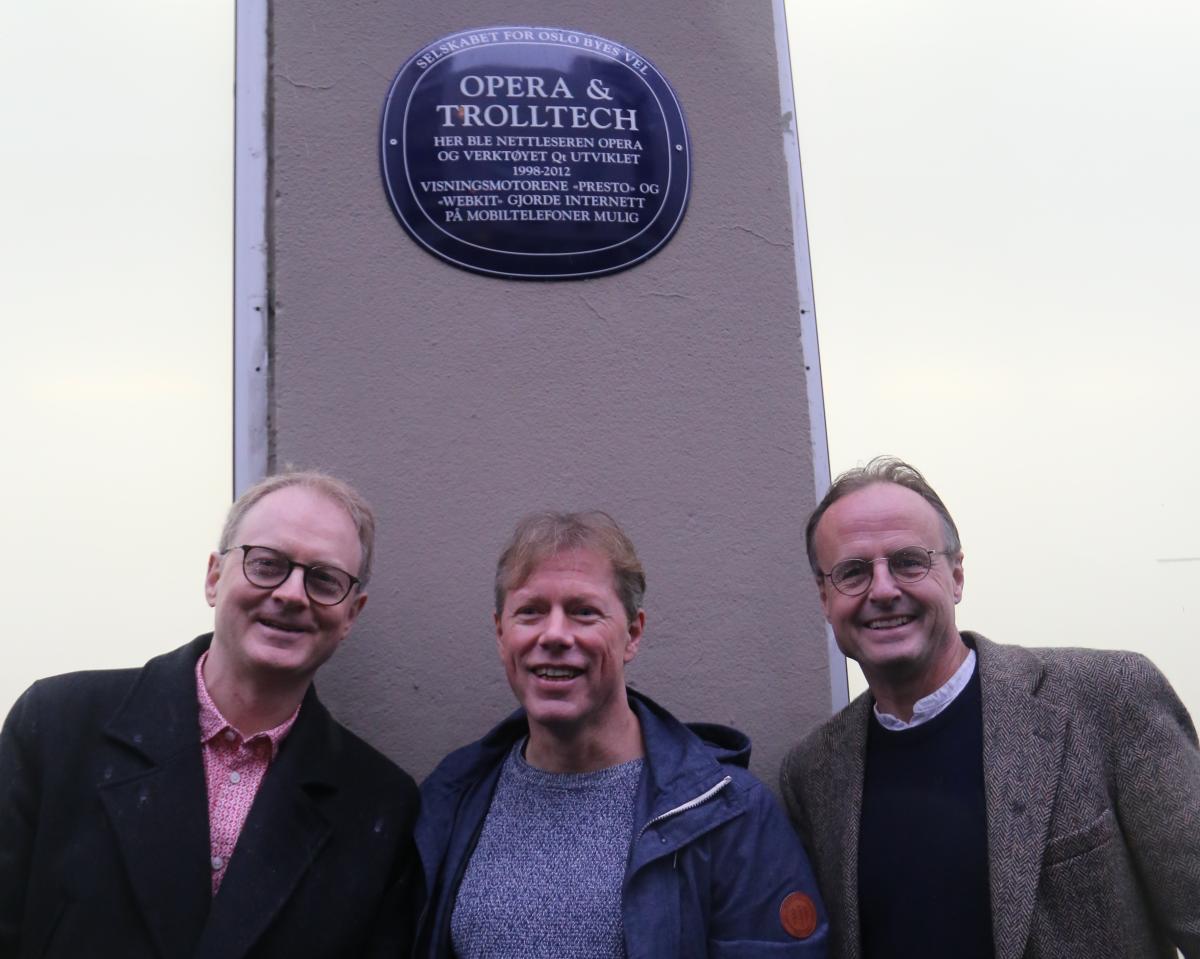 SELSKABET FOR OSLO BYES VEL
OPERA &
TROLLTECH
HER BLE NETTLESEREN OPERA
OG VERKTØYET Qt UTVIKLET
1998-2012
VISNINGSMOTORENE «PRESTO» OG
«WEBKIT» GJORDE INTERNETT
PÅ MOBILTELEFONER MULIG